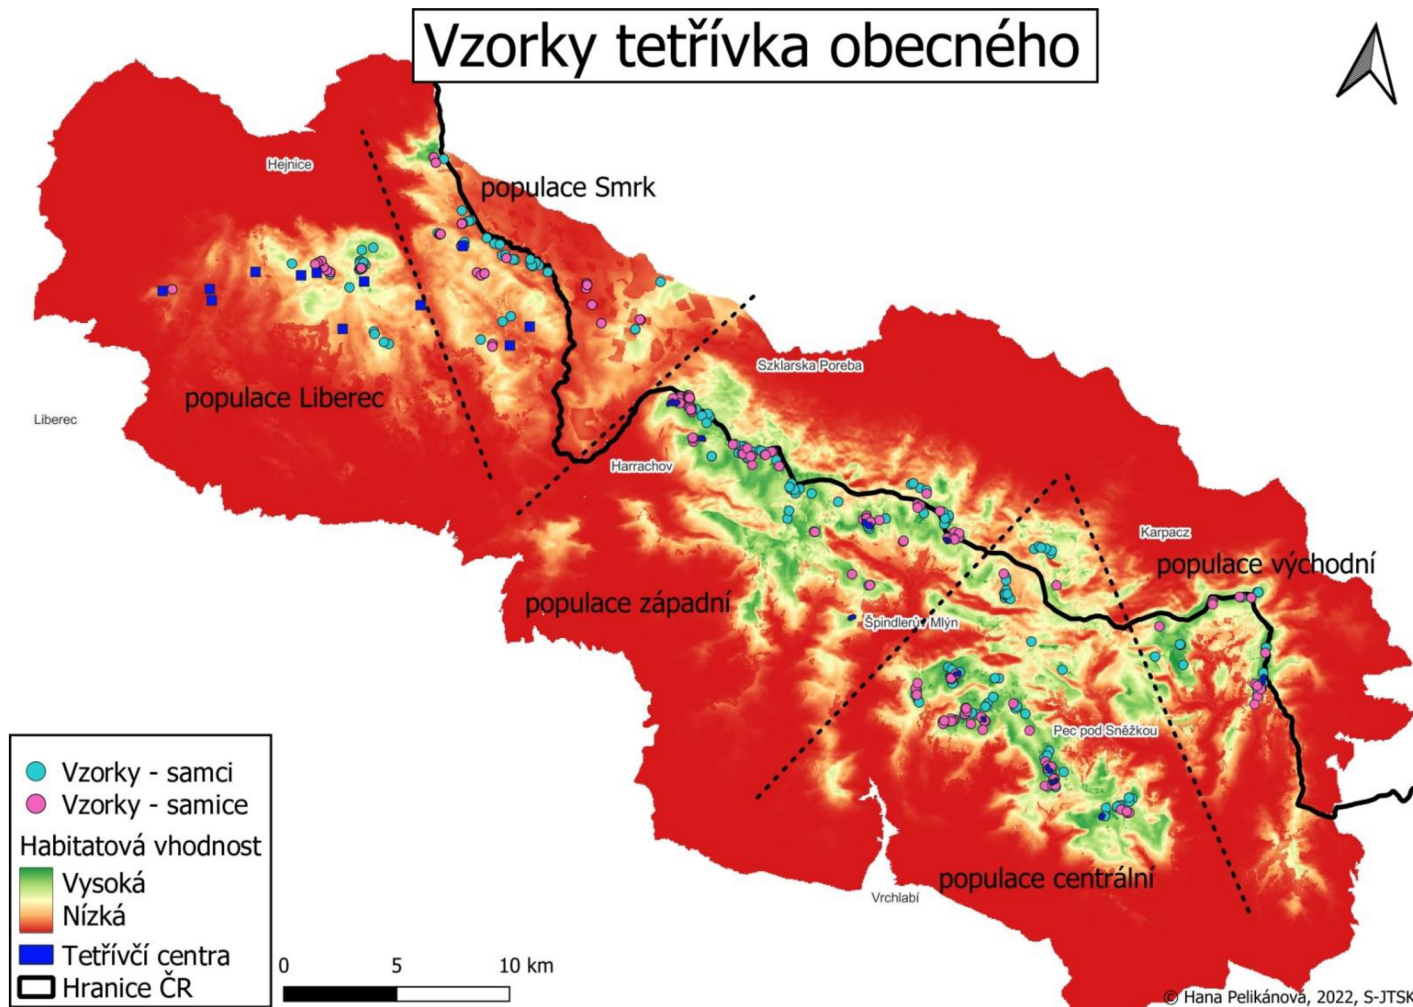 Vzorky tetřívka obecného
Hejnice
populace Smrk
Szklarska Poreba
populace Liberec
Liberec
Harrachov
Karpacz
populace východní
populace západní
Špindlerův Mlýn
Pec pod Sněžkou
populace centrální
Vrchlabí
Vzorky - samci
Vzorky - samice
Habitatová vhodnost
Vysoká
Nízká
Tetřívčí centra
Hranice ČR
0 5 10 km
© Hana Pelikánová, 2022, S-JTSK